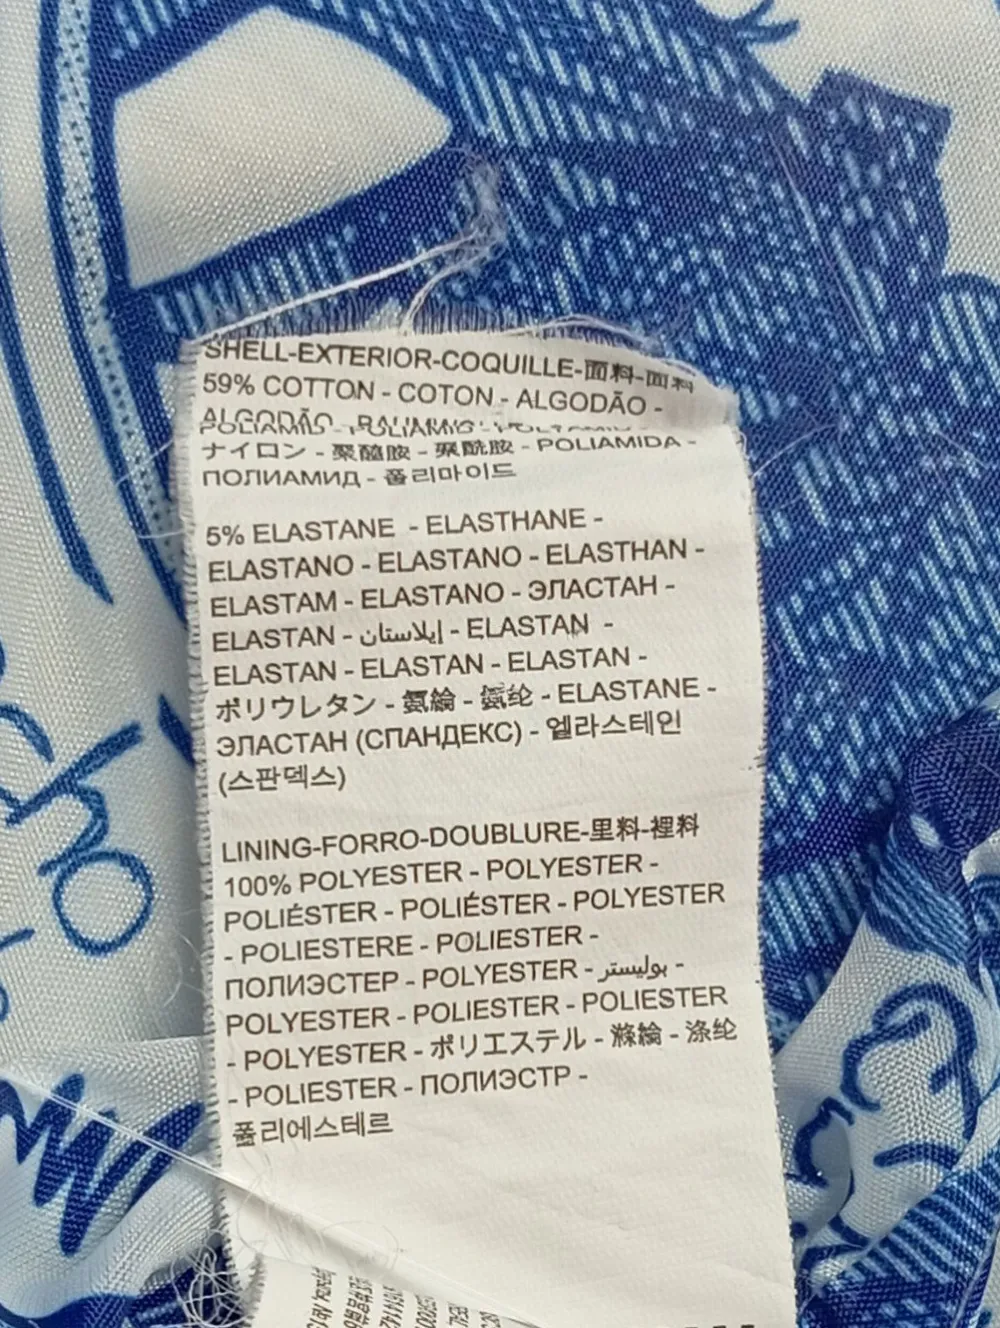 SHELL-EXTERIOR-COQUILLE-面料-面料
59% COTTON - COTON - ALGODÃO -
ALGODÃO
ナイロン - 聚醯胺 - 聚酰胺 - POLIAMIDA -
ПОЛИАМИД - 폴리마이드
5% ELASTANE - ELASTHANE -
ELASTANO - ELASTANO - ELASTHAN -
ELASTAM - ELASTANO - ЭЛАСТАН -
ELASTAN - إيلاستان - ELASTAN -
ELASTAN - ELASTAN - ELASTAN -
ポリウレタン - 氨綸 - 氨纶 - ELASTANE -
ЭЛАСТАН (СПАНДЕКС) - 엘라스테인
(스판덱스)
LINING-FORRO-DOUBLURE-里料-裡料
100% POLYESTER - POLYESTER -
POLIÉSTER - POLIÉSTER - POLYESTER
- POLIESTERE - POLIESTER -
ПОЛИЭСТЕР - POLYESTER - بوليستر -
POLYESTER - POLIESTER - POLIESTER
- POLYESTER - ポリエステル - 滌綸 - 涤纶
- POLIESTER - ПОЛИЭСТР -
폴리에스테르